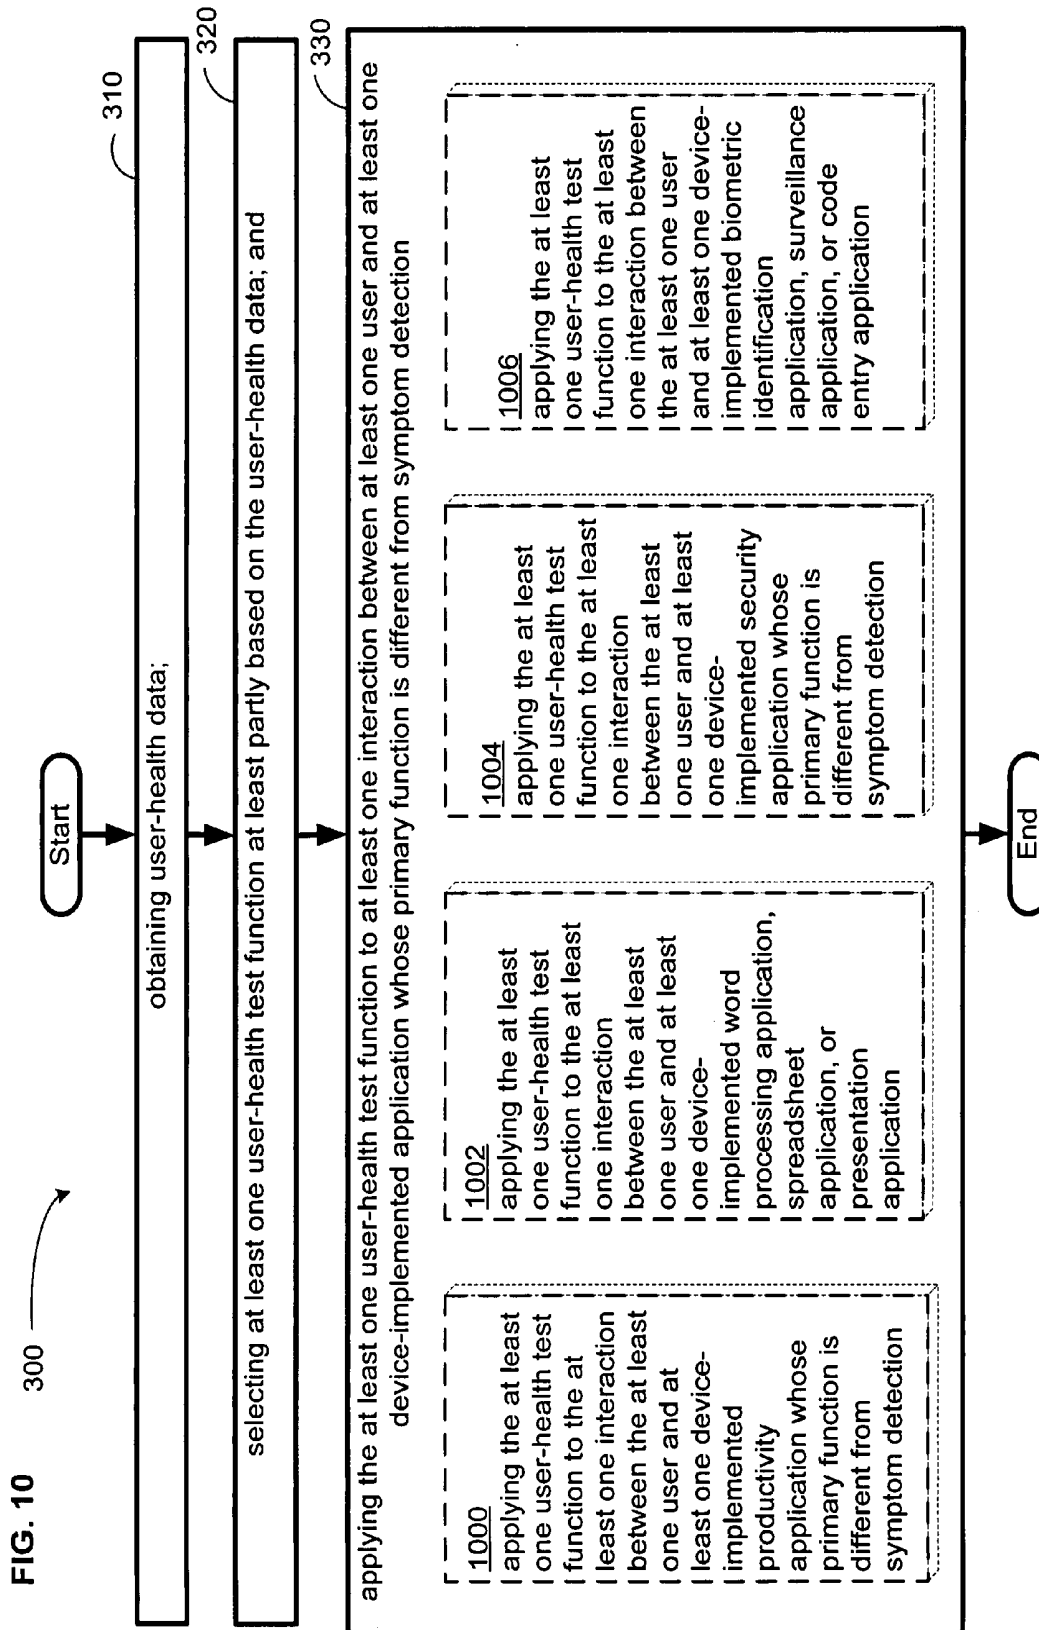 FIG. 10
300
Start
310
obtaining user-health data;
320
selecting at least one user-health test function at least partly based on the user-health data; and
330
applying the at least one user-health test function to at least one interaction between at least one user and at least one
device-implemented application whose primary function is different from symptom detection
1000
applying the at least
one user-health test
function to the at
least one interaction
between the at least
one user and at
least one device-
implemented
productivity
application whose
primary function is
different from
symptom detection
1002
applying the at least
one user-health test
function to the at least
one interaction
between the at least
one user and at least
one device-
implemented word
processing application,
spreadsheet
application, or
presentation
application
1004
applying the at least
one user-health test
function to the at least
one interaction
between the at least
one user and at least
one device-
implemented security
application whose
primary function is
different from
symptom detection
1006
applying the at least
one user-health test
function to the at least
one interaction between
the at least one user
and at least one device-
implemented biometric
identification
application, surveillance
application, or code
entry application
End